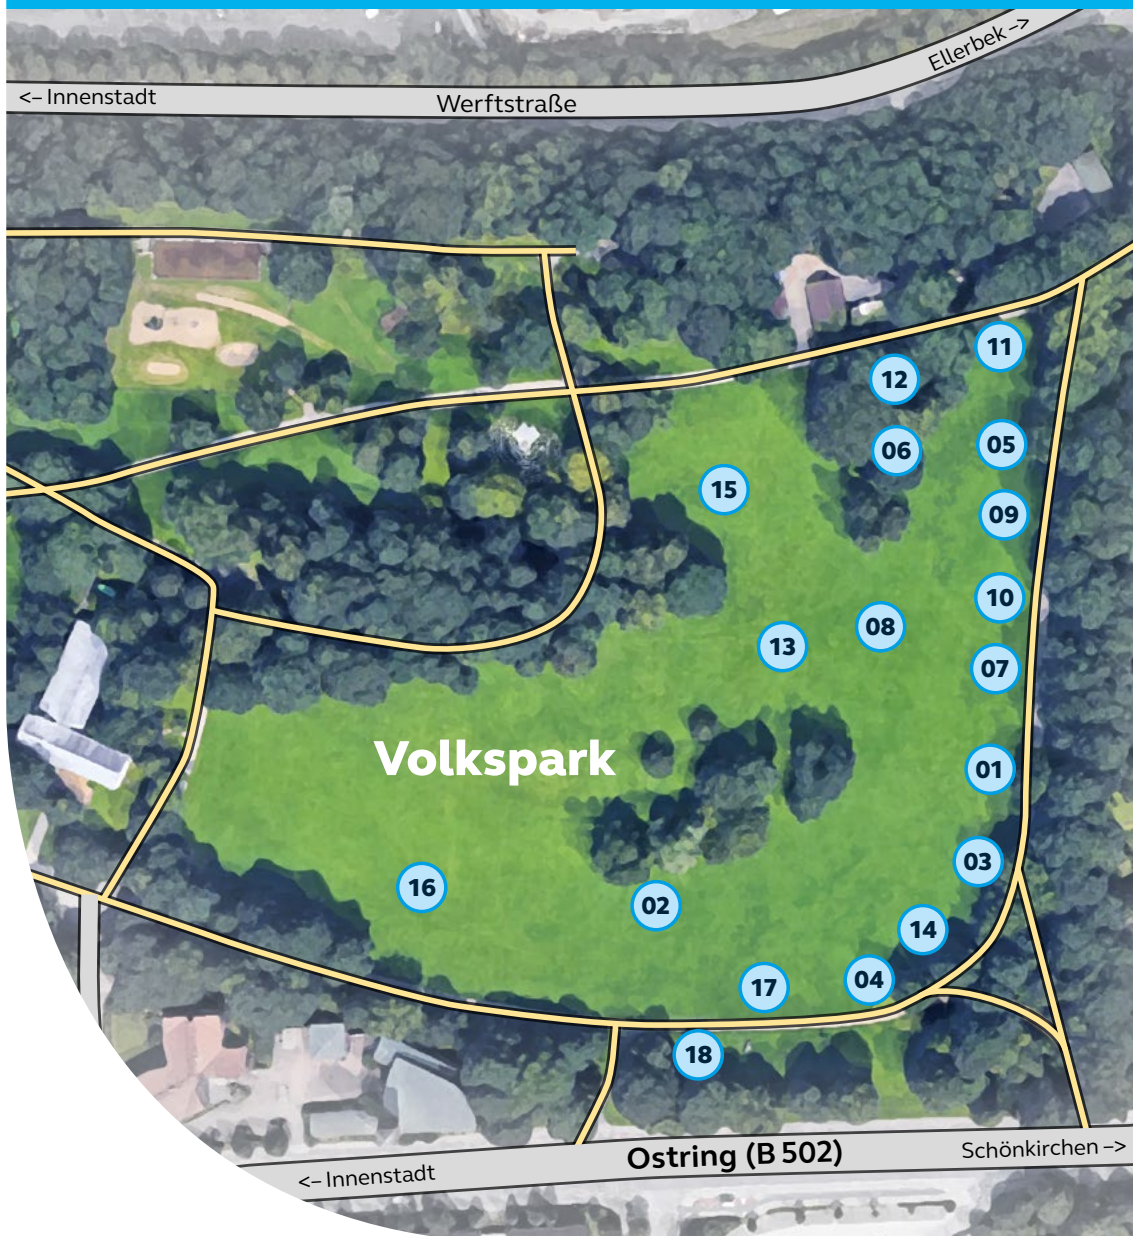 Ellerbek –>
<– Innenstadt
Werftstraße
11
12
05
06
15
09
10
08
13
07
Volkspark
01
03
16
02
14
04
17
18
Ostring (B 502)
Schönkirchen –>
<– Innenstadt